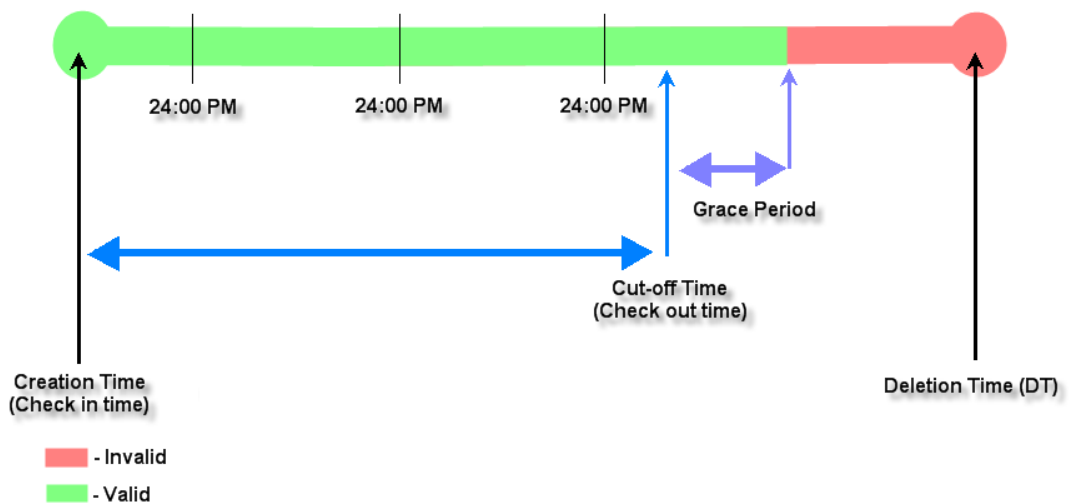 24:00 PM
24:00 PM
24:00 PM
Grace Period
Cut-off Time
(Check out time)
Creation Time
(Check in time)
Deletion Time (DT)
- Invalid
- Valid